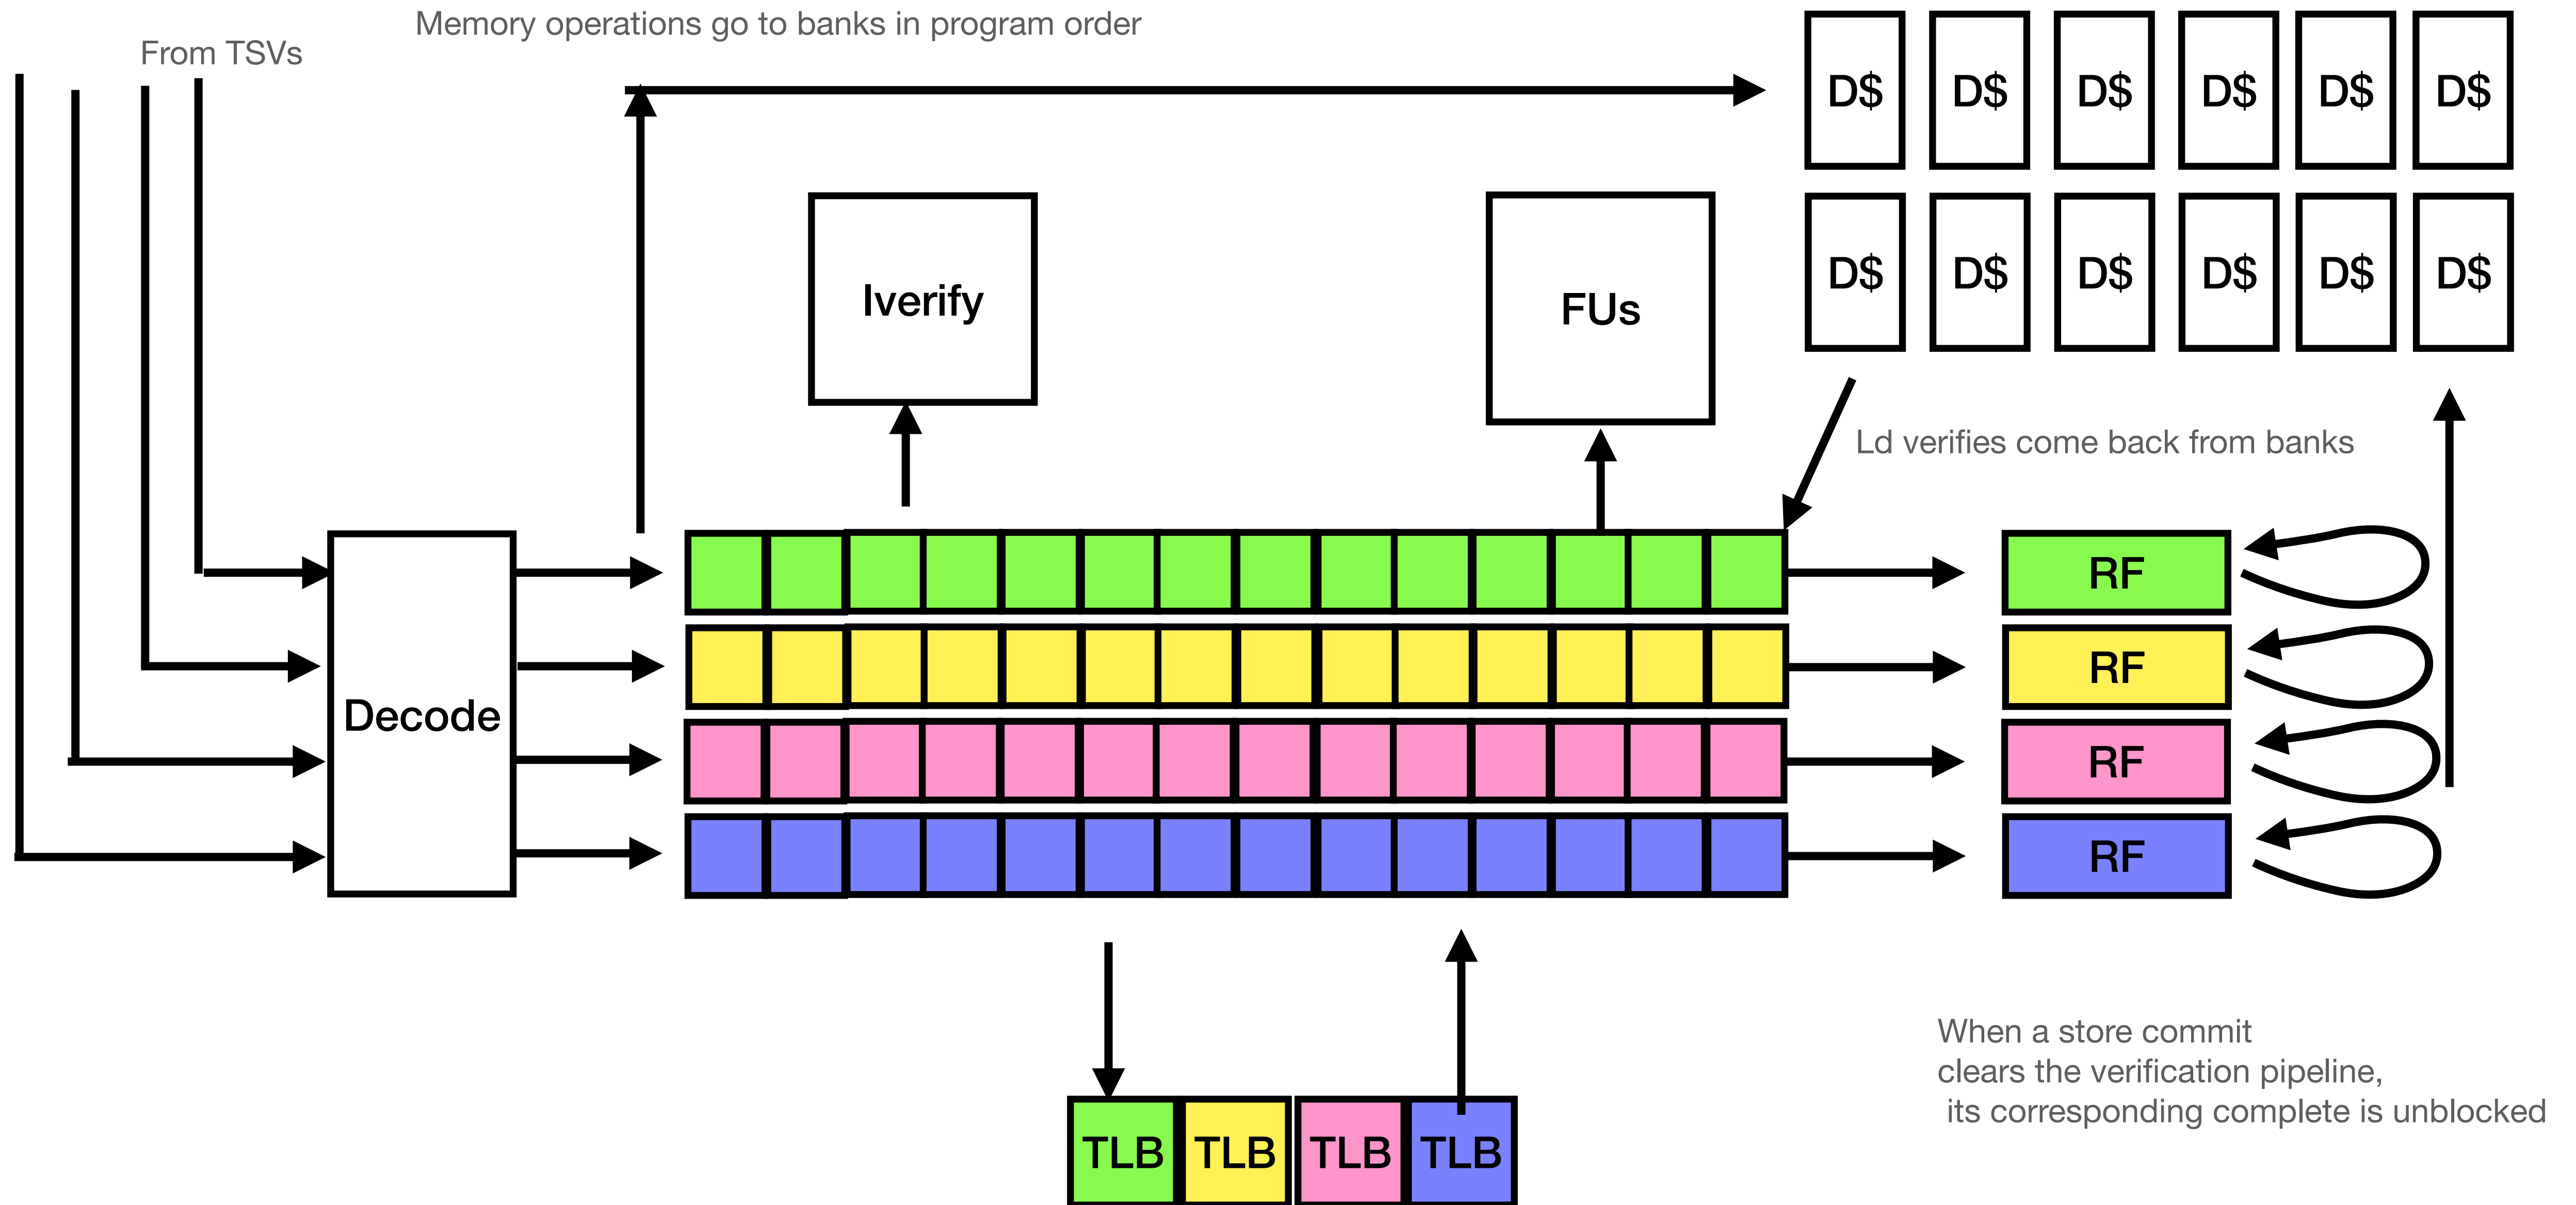 Memory operations go to banks in program order
From TSVs
D$ D$ D$ D$ D$ D$
D$ D$ D$ D$ D$ D$
Iverify
FUs
Ld verifies come back from banks
Decode
RF
RF
RF
RF
When a store commit
clears the verification pipeline,
its corresponding complete is unblocked
TLB TLB TLB TLB